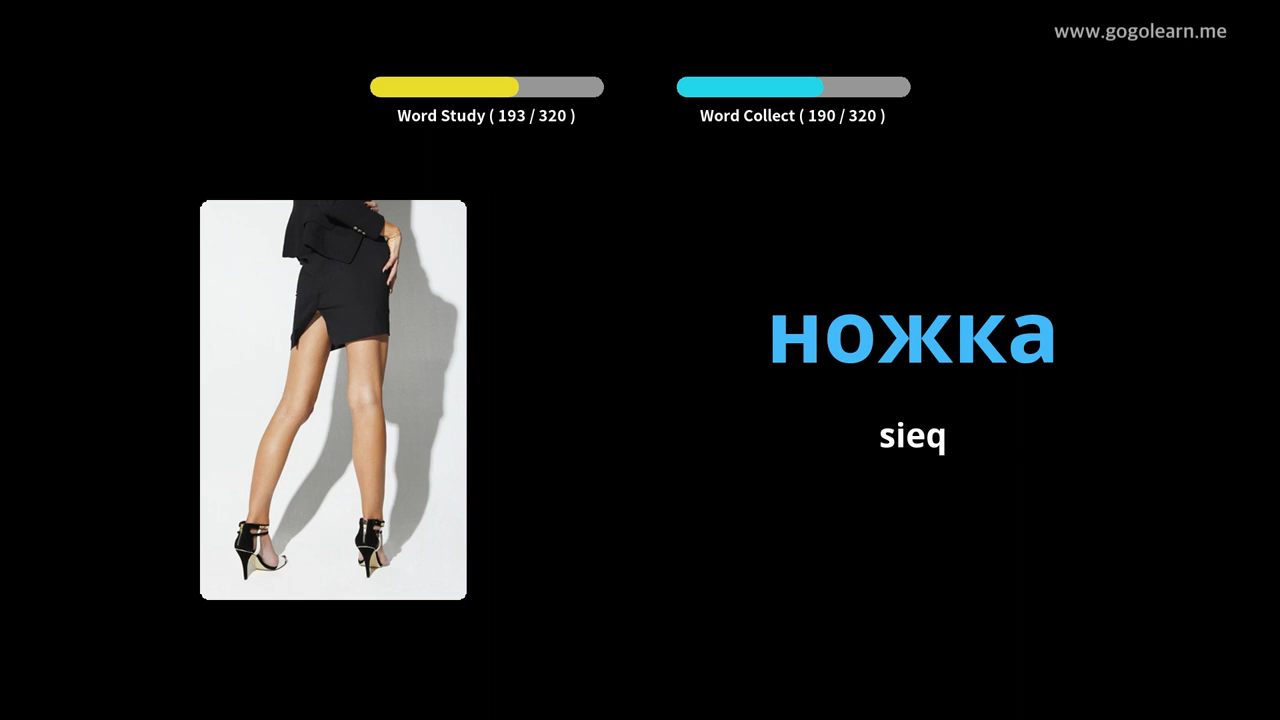 www.gogolearn.me
Word Study ( 193 / 320 )
Word Collect ( 190 / 320 )
ножка
sieq